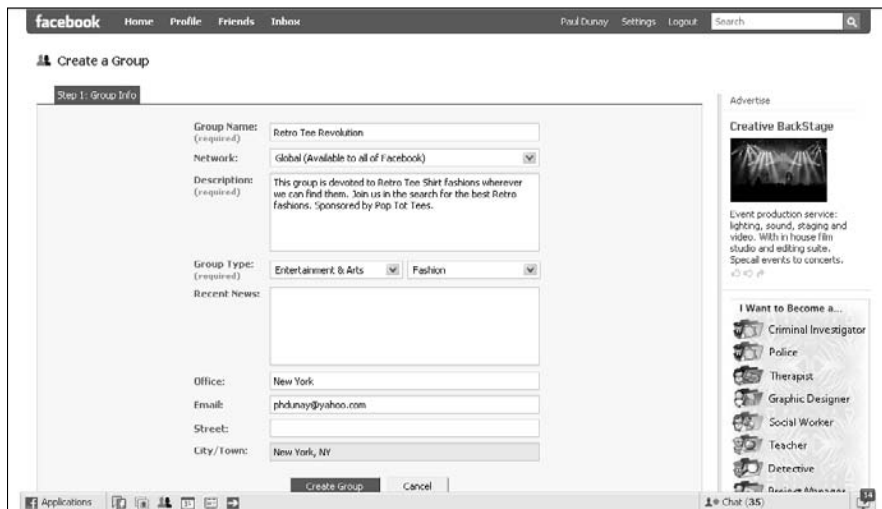 facebook Home Profile Friends Inbox Paul Dunay Settings Logout Search
Create a Group
Step 1: Group Info
Group Name:
(required)
Retro Tee Revolution
Network:
Global (Available to all of Facebook)
Description:
(required)
This group is devoted to Retro Tee Shirt fashions wherever
we can find them. Join us in the search for the best Retro
fashions. Sponsored by Pop Tot Tees.
Group Type:
(required)
Entertainment & Arts
Fashion
Recent News:
Office:
New York
Email:
phdunay@yahoo.com
Street:
City/Town:
New York, NY
Create Group
Cancel
Advertise
Creative BackStage
Event production service:
lighting, sound, staging and
video. With in house film
studio and editing suite.
Specail events to concerts.
I Want to Become a...
Criminal Investigator
Police
Therapist
Graphic Designer
Social Worker
Teacher
Detective
Project Manager
Applications
31
Chat (35)
14